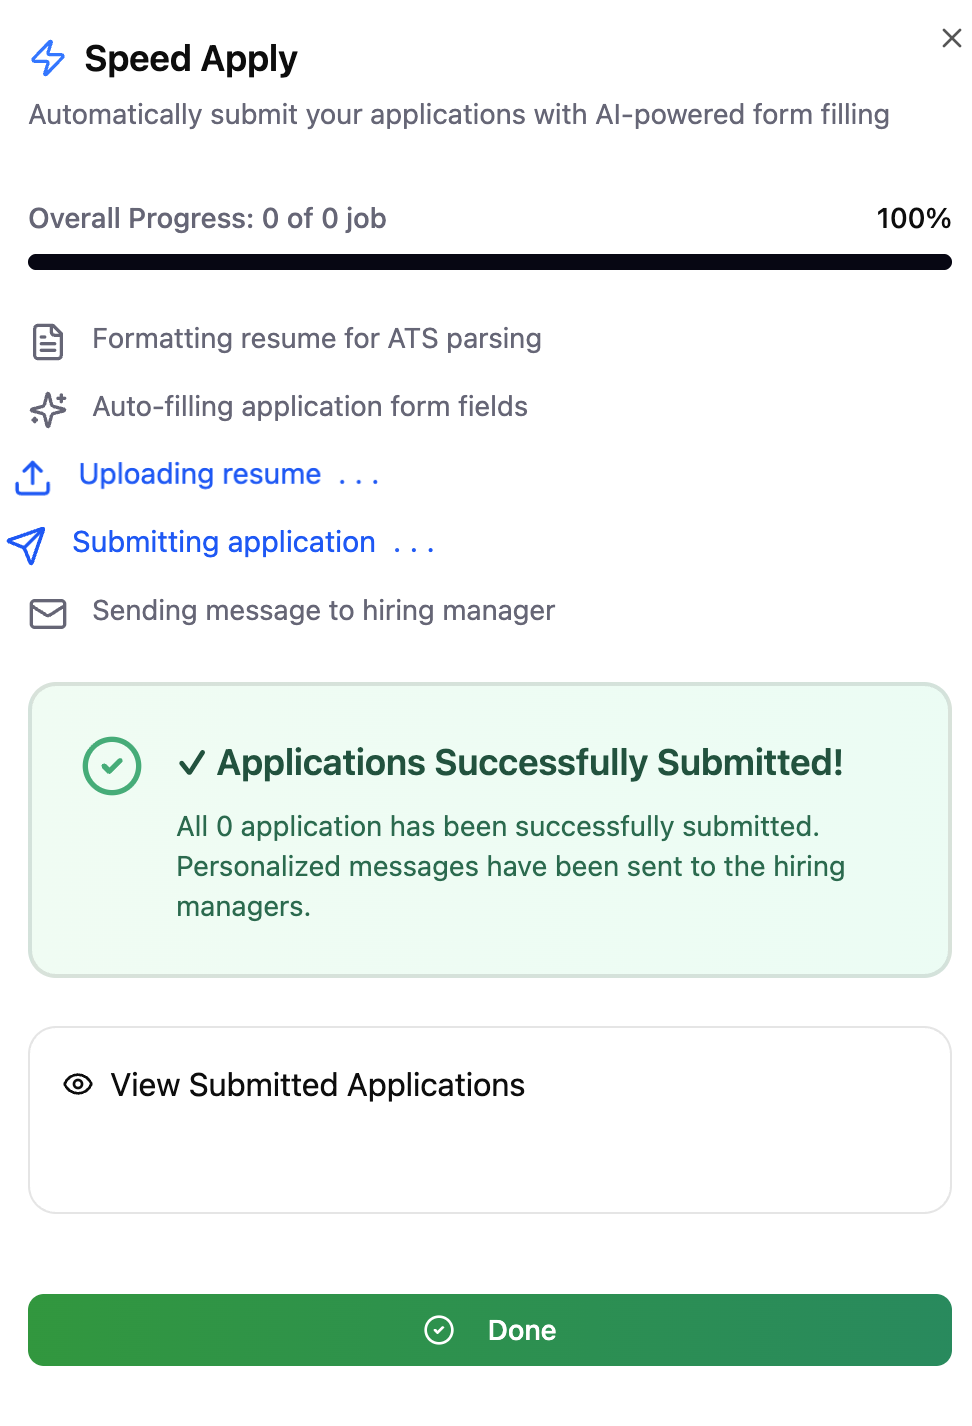 Speed Apply
Automatically submit your applications with AI-powered form filling
Overall Progress: 0 of 0 job 100%
Formatting resume for ATS parsing
Auto-filling application form fields
Uploading resume . . .
Submitting application . . .
Sending message to hiring manager
✓ Applications Successfully Submitted!
All 0 application has been successfully submitted.
Personalized messages have been sent to the hiring
managers.
View Submitted Applications
Done